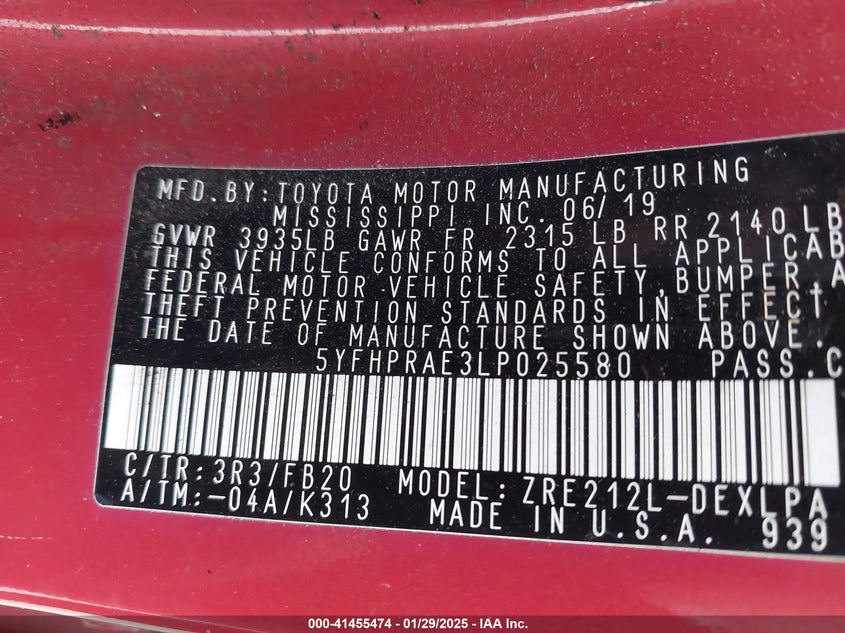 MFD.BY:TOYOTA MOTOR MANUFACTURING
MISSISSIPPI INC. 06/19
GVWR 3935LB GAWR FR 2315 LB RR 2140LB
THIS VEHICLE CONFORMS TO ALL APPLICAB
FEDERAL MOTOR VEHICLE SAFETY,BUMPER,A
THEFT PREVENTION STANDARDS IN EFFECT
THE DATE OF MANUFACTURE SHOWN ABOVE.
5YFHPRAE3LP025580 PASS.C
C/TR:3R3/FB20 MODEL:ZRE212L-DEXLPA
A/TM:-04A/K313 MADE IN U.S.A. 939
000-41455474 - 01/29/2025 - IAA Inc.